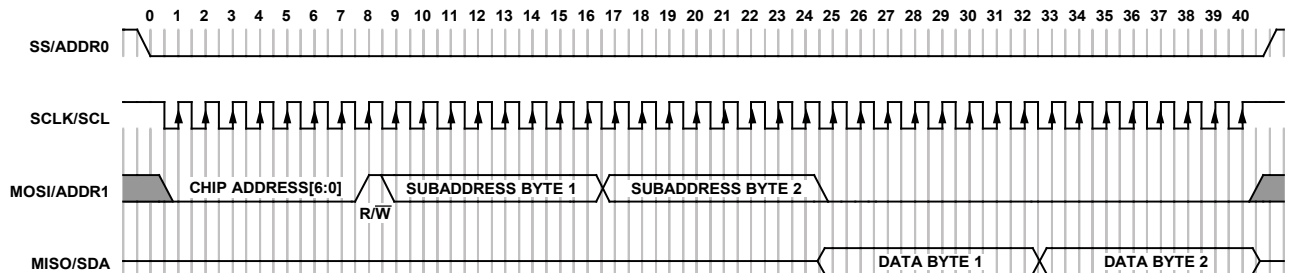 0 1 2 3 4 5 6 7 8 9 10 11 12 13 14 15 16 17 18 19 20 21 22 23 24 25 26 27 28 29 30 31 32 33 24 35 36 37 38 39 40
SS/ADDR0
SCLK/SCL
MOSI/ADDR1 CHIP ADDRESS[6:0] SUBADDRESS BYTE 1 SUBADDRESS BYTE 2
R/W̅
MISO/SDA DATA BYTE 1 DATA BYTE 2